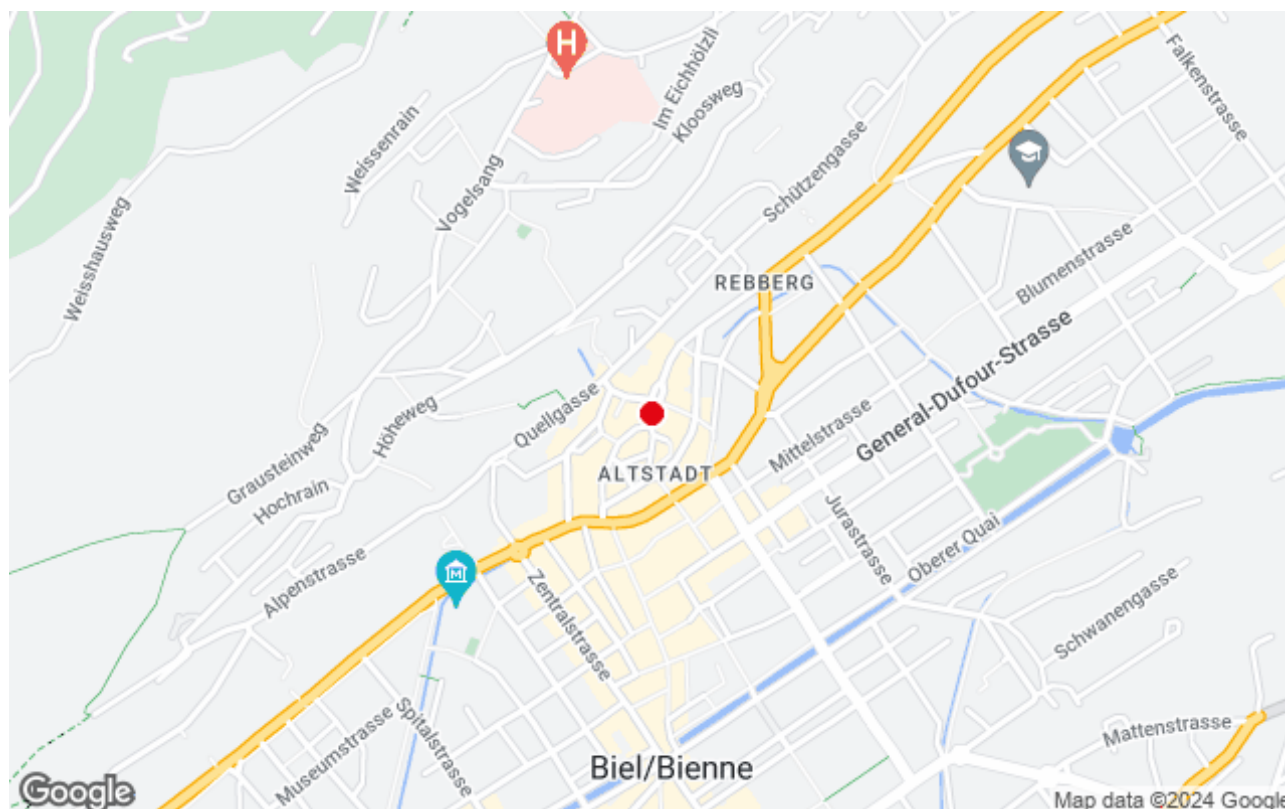 H
Im Eichhölzli
Falkenstrasse
Kloosweg
Weissenrain
Schützengasse
Vogelsang
Weisshausweg
Blumenstrasse
REBBERG
General-Dufour-Strasse
Quellgasse
Höheweg
Mittelstrasse
Grausteinweg
ALTSTADT
Hochrain
Jurastrasse
Oberer Quai
Alpenstrasse
M
Zentralstrasse
Schwanengasse
Spitalstrasse
Museumstrasse
Mattenstrasse
Biel/Bienne
Google
Map data ©2024 Google